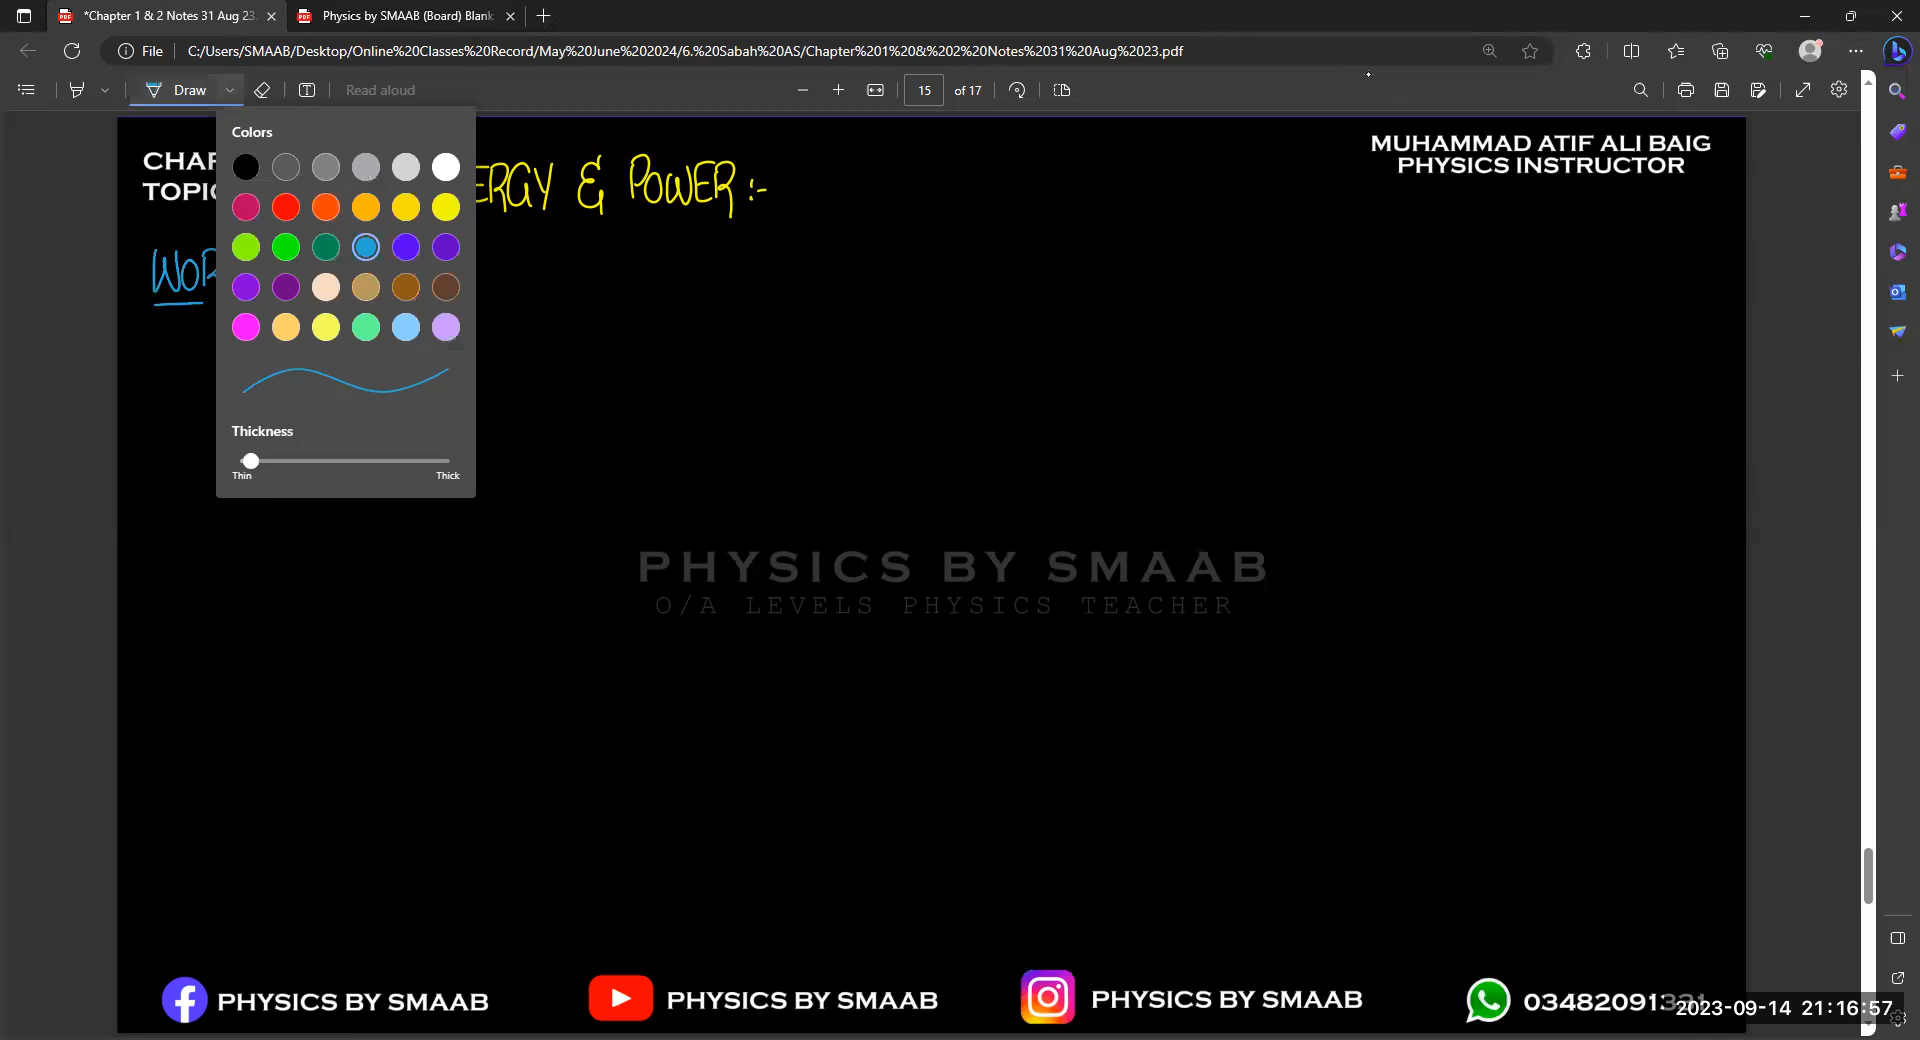 *Chapter 1 & 2 Notes 31 Aug 23.
Physics by SMAAB (Board) Blank
File
C:/Users/SMAAB/Desktop/Online%20Classes%20Record/May%20June%202024/6.%20Sabah%20AS/Chapter%201%20&%202%20Notes%2031%20Aug%2023.pdf
Draw
Read aloud
15 of 17
Colors
Thickness
Thin
Thick
CHAP
TOPIC
ERGY & POWER :-
MUHAMMAD ATIF ALI BAIG
PHYSICS INSTRUCTOR
WOR
PHYSICS BY SMAAB
O/A LEVELS PHYSICS TEACHER
PHYSICS BY SMAAB
PHYSICS BY SMAAB
PHYSICS BY SMAAB
2023-09-14 21:16:57